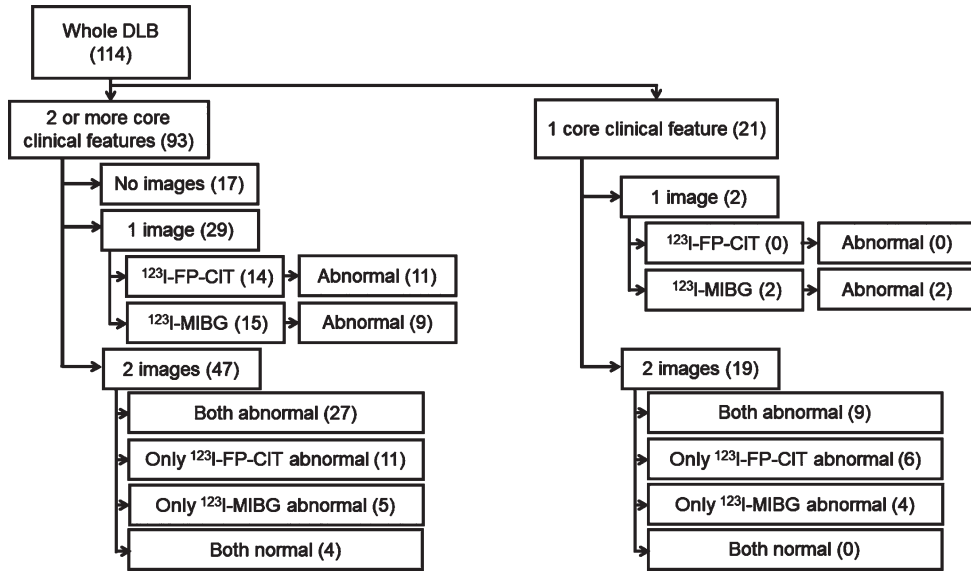 Whole DLB
(114)
2 or more core
clinical features (93)
No images (17)
1 image (29)
¹²³I-FP-CIT (14)
Abnormal (11)
¹²³I-MIBG (15)
Abnormal (9)
2 images (47)
Both abnormal (27)
Only ¹²³I-FP-CIT abnormal (11)
Only ¹²³I-MIBG abnormal (5)
Both normal (4)
1 core clinical feature (21)
1 image (2)
¹²³I-FP-CIT (0)
Abnormal (0)
¹²³I-MIBG (2)
Abnormal (2)
2 images (19)
Both abnormal (9)
Only ¹²³I-FP-CIT abnormal (6)
Only ¹²³I-MIBG abnormal (4)
Both normal (0)